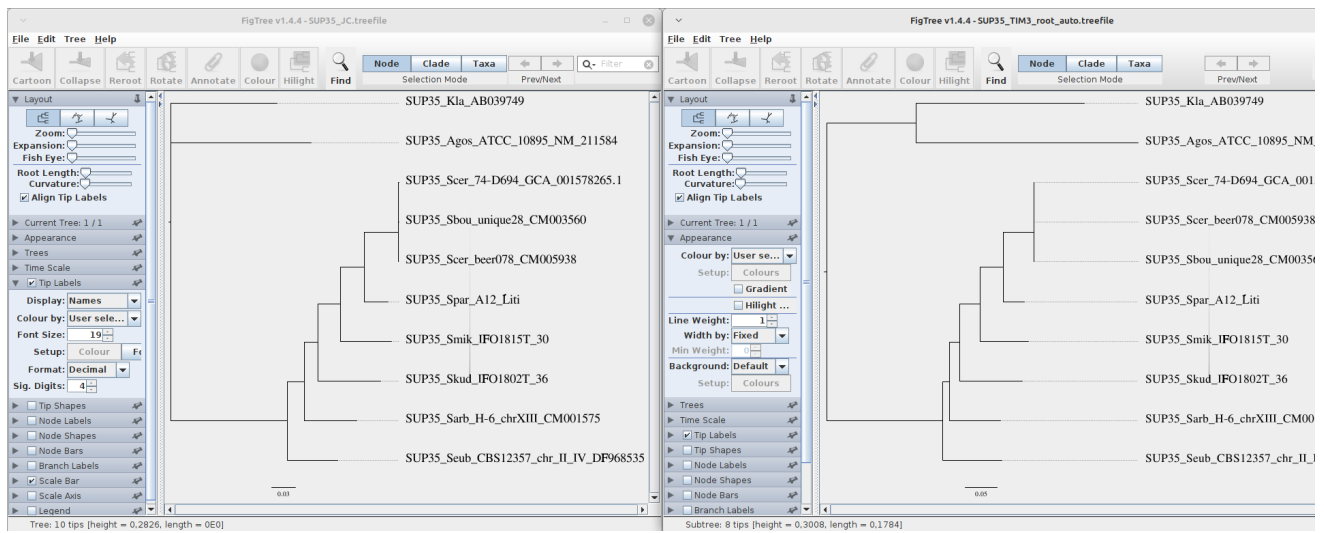 FigTree v1.4.4 - SUP35_JC.treefile
File Edit Tree Help
Cartoon Collapse Reroot Rotate Annotate Colour Hilight Find
Node Clade Taxa
Selection Mode
Prev/Next
Filter
Layout
Zoom:
Expansion:
Fish Eye:
Root Length:
Curvature:
Align Tip Labels
Current Tree: 1 / 1
Appearance
Trees
Time Scale
Tip Labels
Display: Names
Colour by: User sele...
Font Size: 19
Setup: Colour
Format: Decimal
Sig. Digits: 4
Tip Shapes
Node Labels
Node Shapes
Node Bars
Branch Labels
Scale Bar
Scale Axis
Legend
SUP35_Kla_AB039749
SUP35_Agos_ATCC_10895_NM_211584
SUP35_Scer_74-D694_GCA_001578265.1
SUP35_Sbou_unique28_CM003560
SUP35_Scer_beer078_CM005938
SUP35_Spar_A12_Liti
SUP35_Smik_IFO1815T_30
SUP35_Skud_IFO1802T_36
SUP35_Sarb_H-6_chrXIII_CM001575
SUP35_Seub_CBS12357_chr_II_IV_DF968535
0.03
Tree: 10 tips [height = 0,2826, length = 0E0]
FigTree v1.4.4 - SUP35_TIM3_root_auto.treefile
File Edit Tree Help
Cartoon Collapse Reroot Rotate Annotate Colour Hilight Find
Node Clade Taxa
Selection Mode
Prev/Next
Layout
Zoom:
Expansion:
Fish Eye:
Root Length:
Curvature:
Align Tip Labels
Current Tree: 1 / 1
Appearance
Colour by: User se...
Setup: Colours
Gradient
Hilight ...
Line Weight: 1
Width by: Fixed
Min Weight: 0
Background: Default
Setup: Colours
Trees
Time Scale
Tip Labels
Tip Shapes
Node Labels
Node Shapes
Node Bars
Branch Labels
SUP35_Kla_AB039749
SUP35_Agos_ATCC_10895_NM_
SUP35_Scer_74-D694_GCA_001
SUP35_Scer_beer078_CM005938
SUP35_Sbou_unique28_CM00356
SUP35_Spar_A12_Liti
SUP35_Smik_IFO1815T_30
SUP35_Skud_IFO1802T_36
SUP35_Sarb_H-6_chrXIII_CM00
SUP35_Seub_CBS12357_chr_II_
0.05
Subtree: 8 tips [height = 0,3008, length = 0,1784]